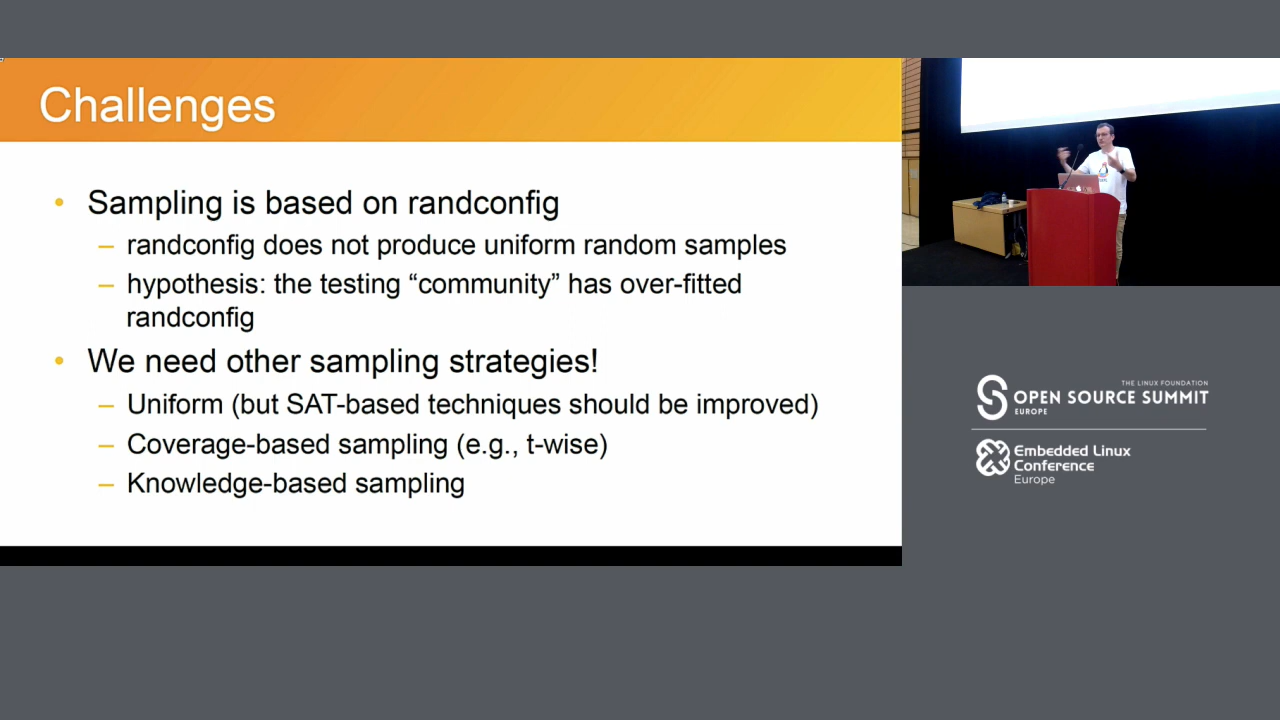 Challenges
• Sampling is based on randconfig
– randconfig does not produce uniform random samples
– hypothesis: the testing “community” has over-fitted
randconfig
• We need other sampling strategies!
– Uniform (but SAT-based techniques should be improved)
– Coverage-based sampling (e.g., t-wise)
– Knowledge-based sampling
THE LINUX FOUNDATION
OPEN SOURCE SUMMIT
EUROPE
Embedded Linux
Conference
Europe